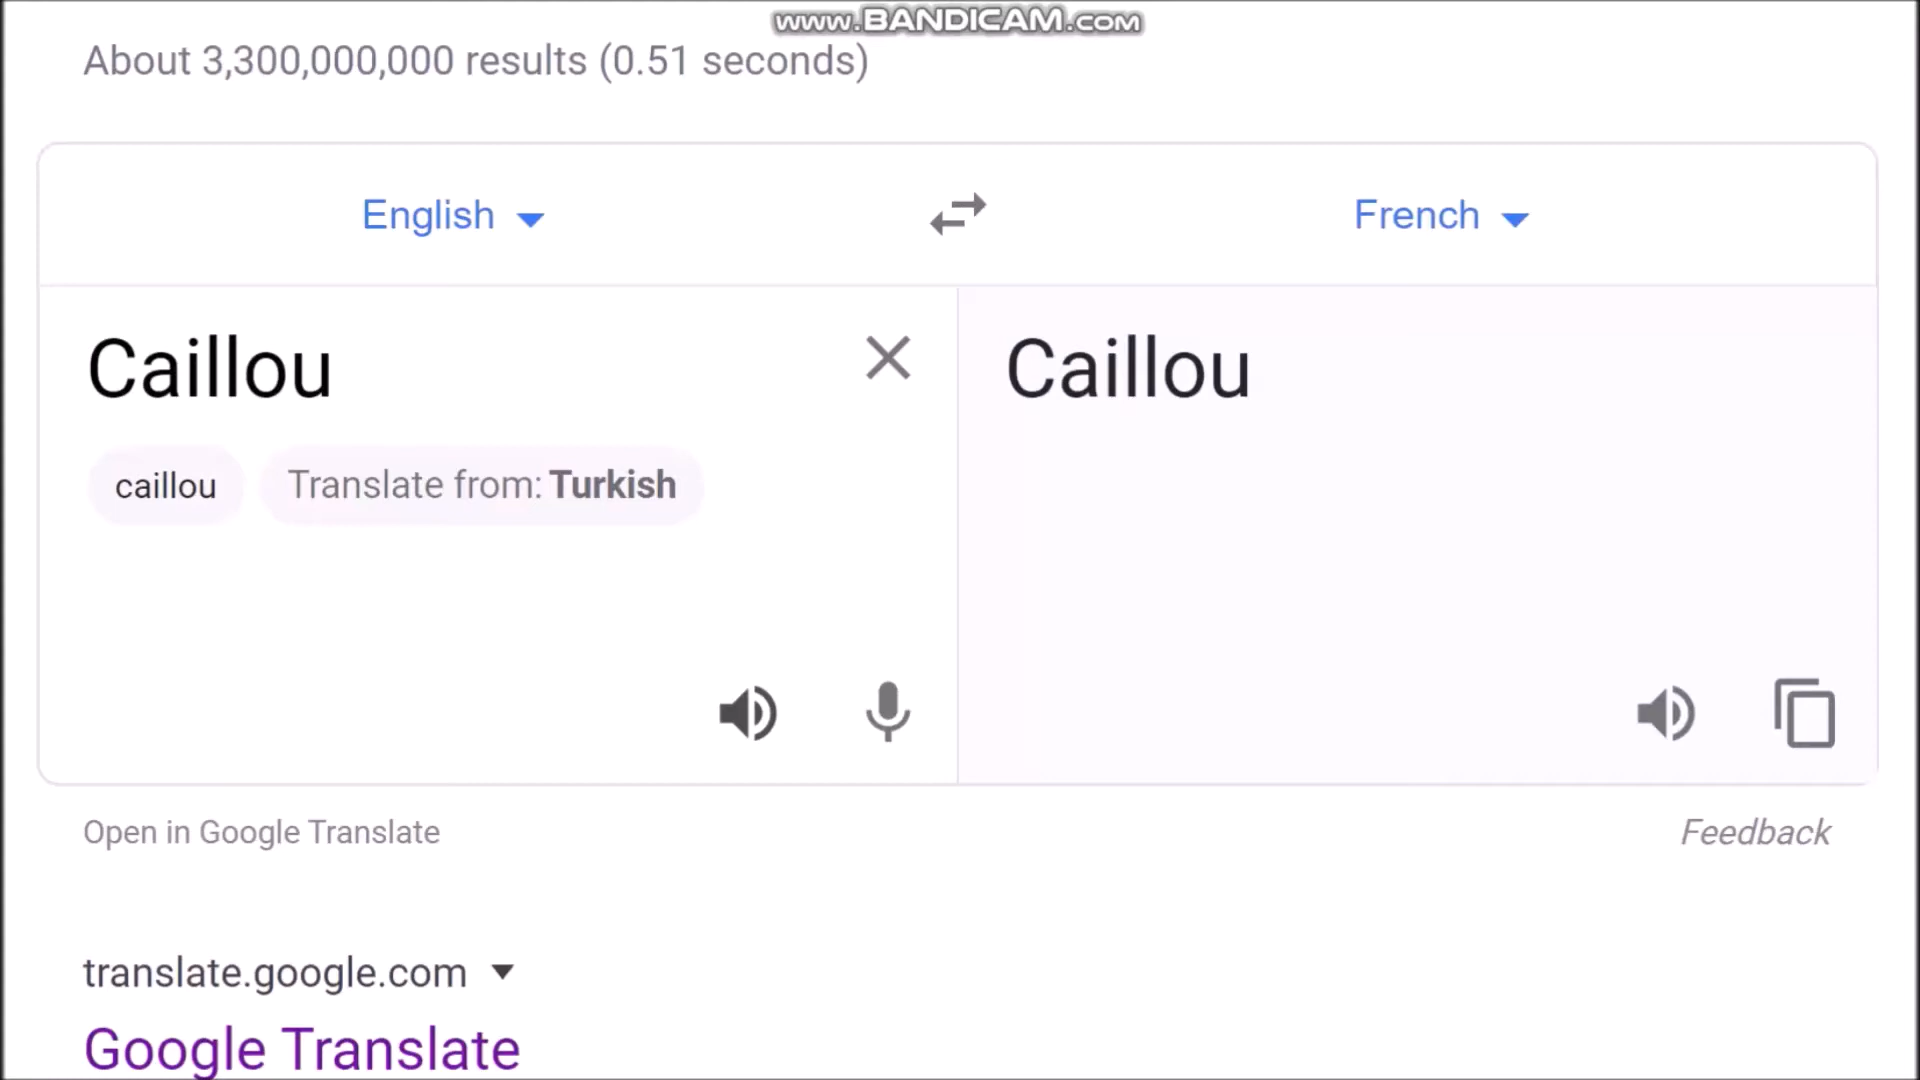 www.BANDICAM.com
About 3,300,000,000 results (0.51 seconds)
English
French
Caillou
Caillou
caillou
Translate from: Turkish
Open in Google Translate
Feedback
translate.google.com
Google Translate